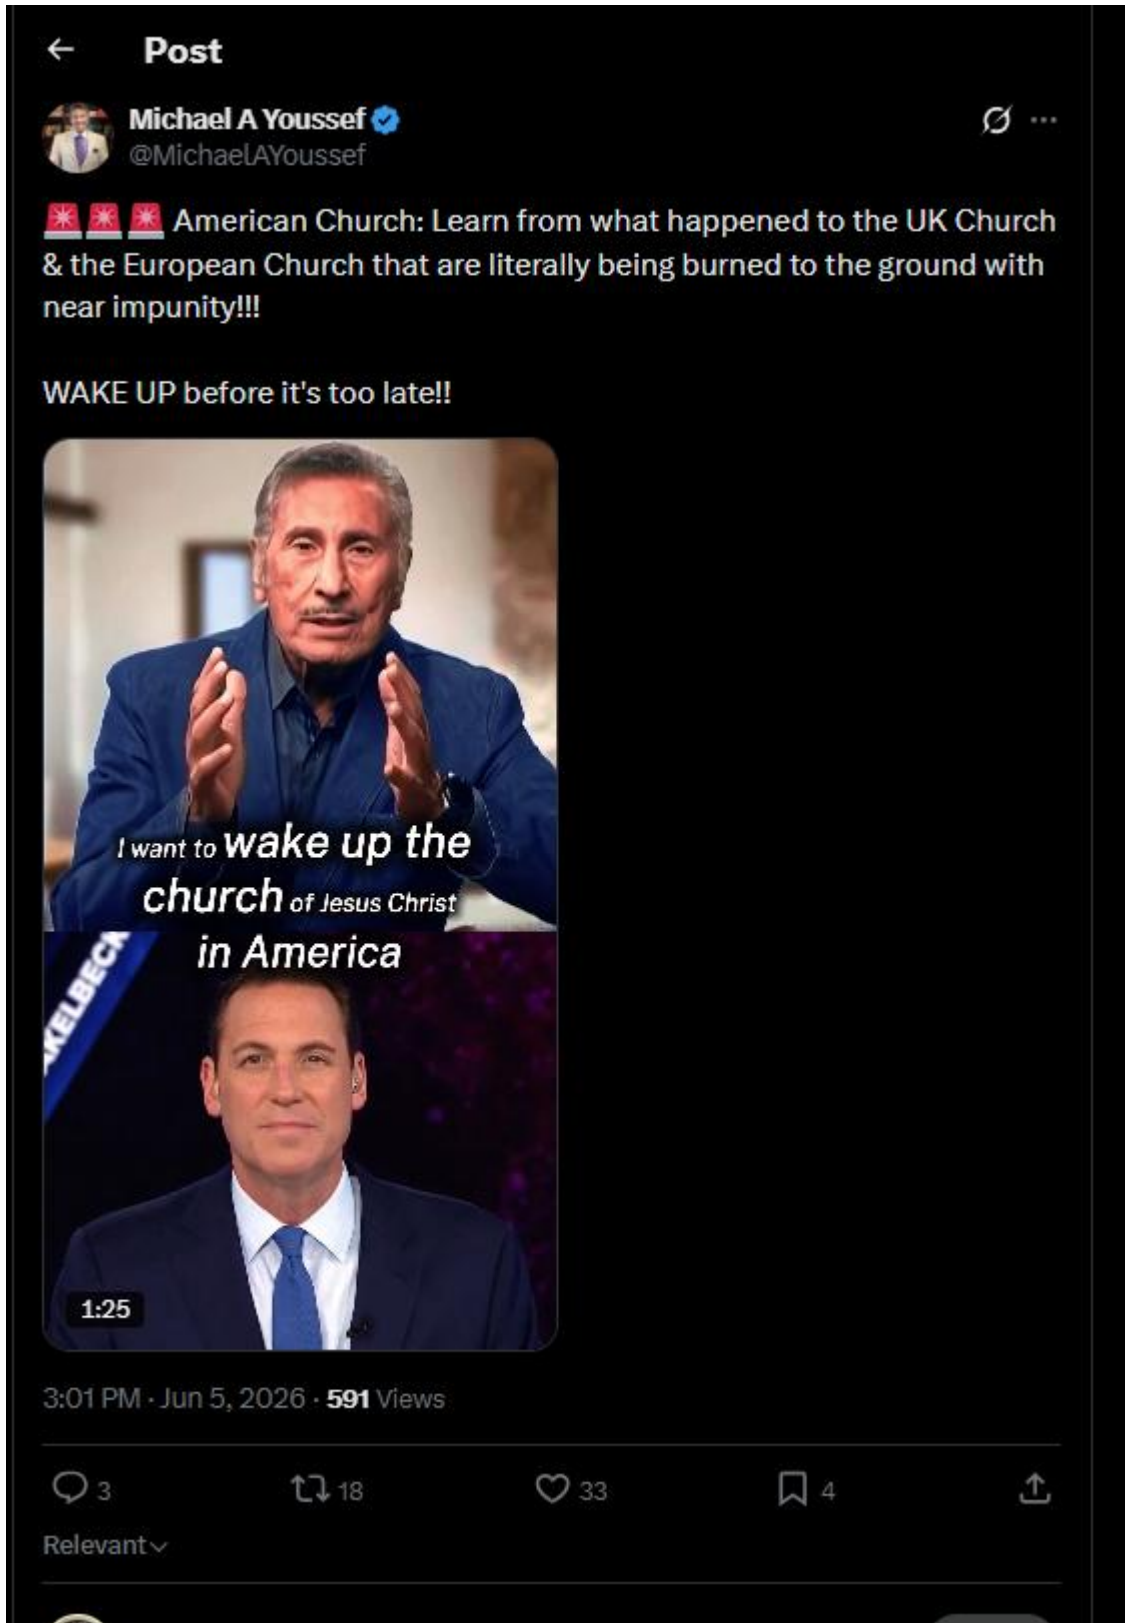 Post
Michael A Youssef
@MichaelAYoussef
🚨🚨🚨 American Church: Learn from what happened to the UK Church
& the European Church that are literally being burned to the ground with
near impunity!!!
WAKE UP before it's too late!!
I want to wake up the
church of Jesus Christ
in America
AKELBECK
1:25
3:01 PM · Jun 5, 2026 · 591 Views
3
18
33
4
Relevant